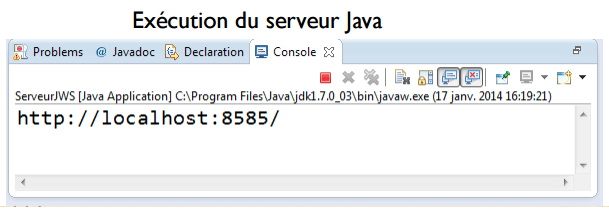 Exécution du serveur Java
Problems @ Javadoc Declaration Console
ServeurJWS [Java Application] C:\Program Files\Java\jdk1.7.0_03\bin\javaw.exe (17 janv. 2014 16:19:21)
http://localhost:8585/